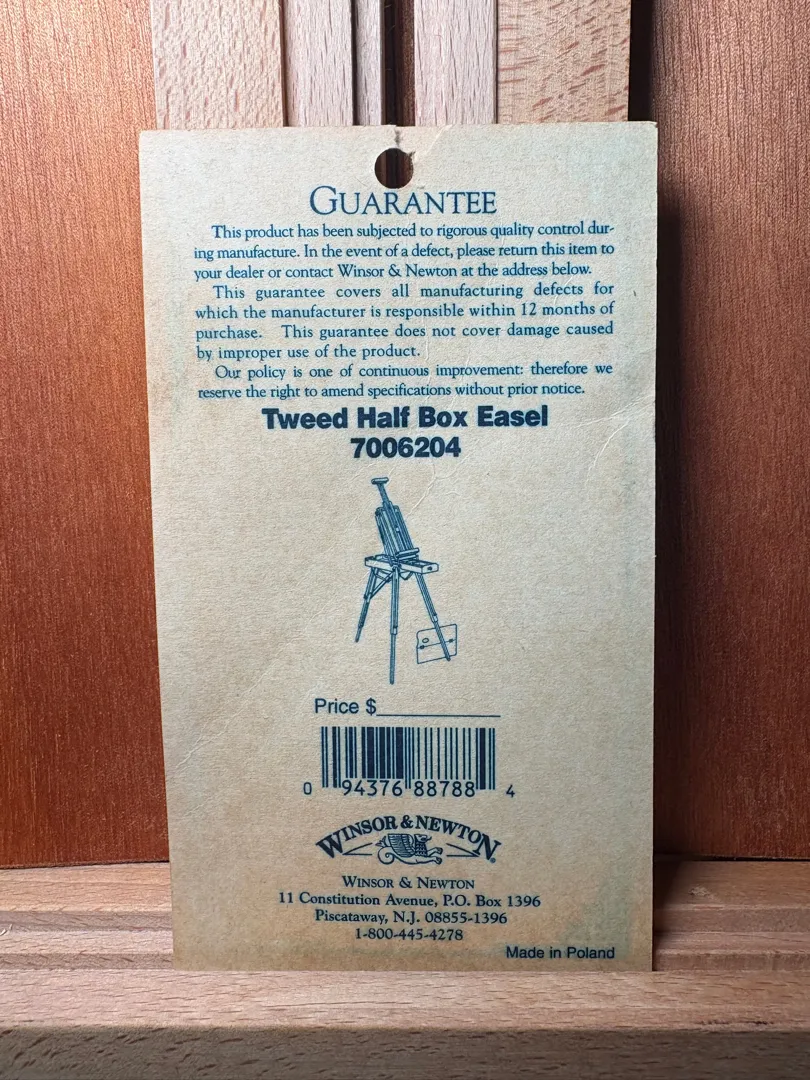 GUARANTEE
This product has been subjected to rigorous quality control dur-
ing manufacture. In the event of a defect, please return this item to
your dealer or contact Winsor & Newton at the address below.
This guarantee covers all manufacturing defects for
which the manufacturer is responsible within 12 months of
purchase. This guarantee does not cover damage caused
by improper use of the product.
Our policy is one of continuous improvement: therefore we
reserve the right to amend specifications without prior notice.
Tweed Half Box Easel
7006204
Price $
0 94376 88788 4
WINSOR & NEWTON®
WINSOR & NEWTON
11 Constitution Avenue, P.O. Box 1396
Piscataway, N.J. 08855-1396
1-800-445-4278
Made in Poland